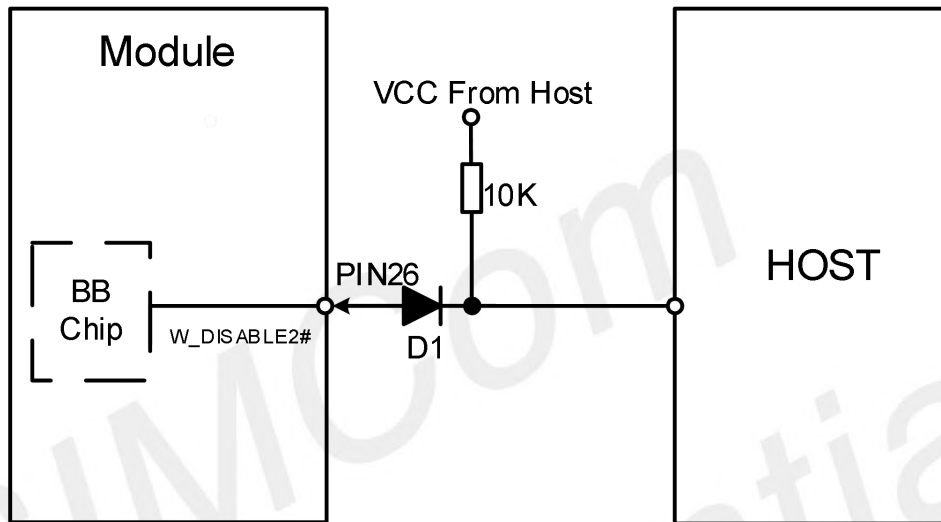 Module
VCC From Host
10K
HOST
PIN26
BB
Chip
W_DISABLE2#
D1